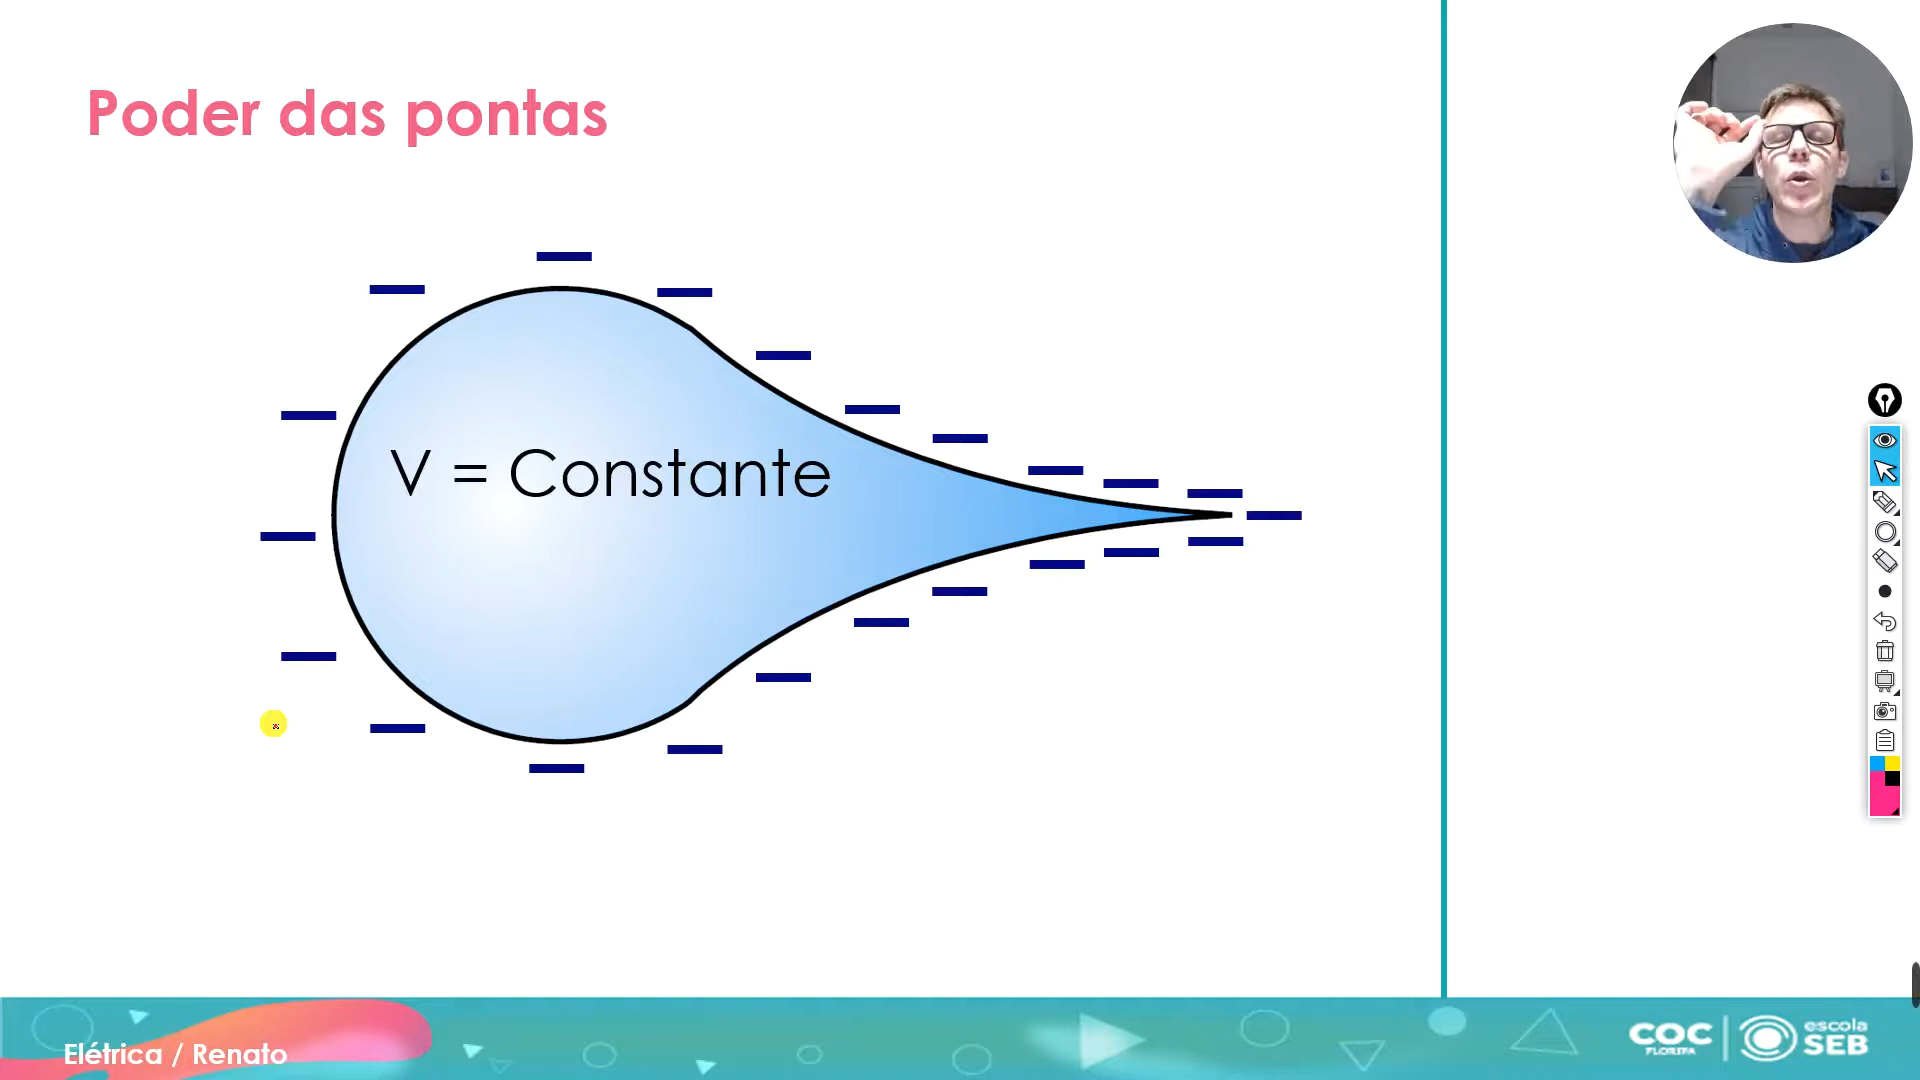 Poder das pontas
V = Constante
Elétrica / Renato
COC
FLORIPA
escola
SEB